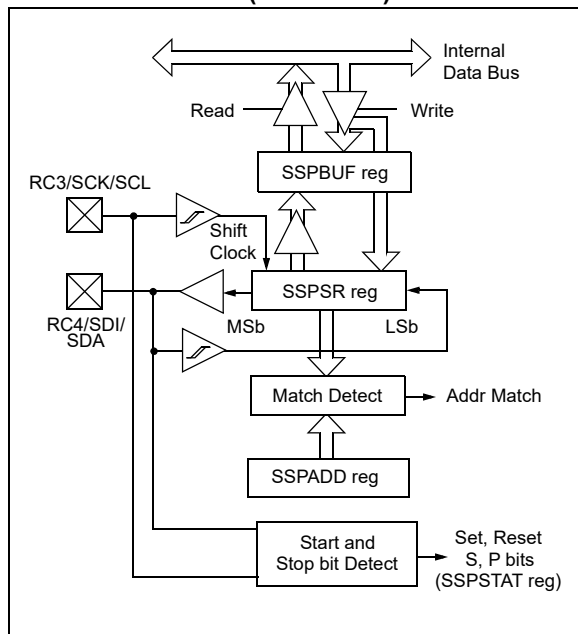 Internal
Data Bus
Read
Write
SSPBUF reg
RC3/SCK/SCL
Shift
Clock
SSPSR reg
MSb
LSb
RC4/SDI/
SDA
Match Detect
Addr Match
SSPADD reg
Start and
Stop bit Detect
Set, Reset
S, P bits
(SSPSTAT reg)